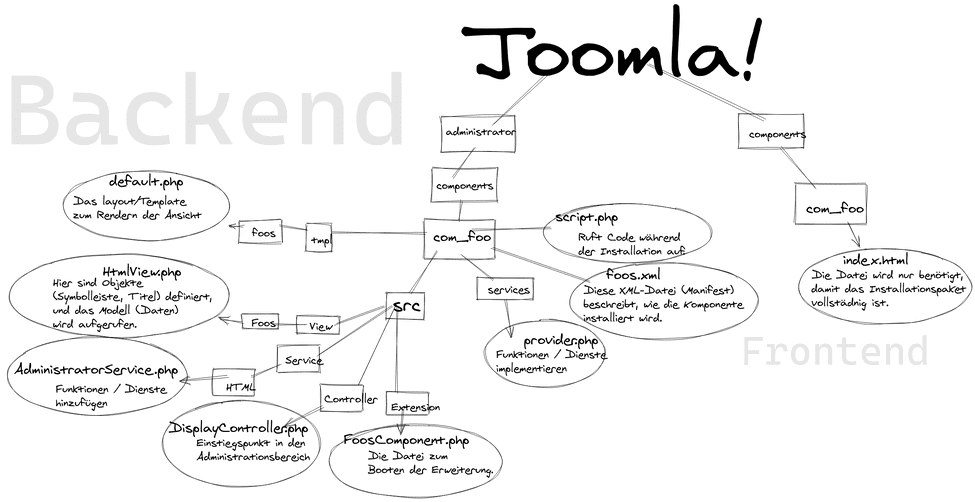 Joomla!
Backend
administrator
components
components
com_foo
default.php
Das layout/Template
zum Rendern der Ansicht
foos
tmpl
com_foo
script.php
Ruft Code während
der Installation auf.
index.html
Die Datei wird nur benötigt,
damit das Installationspaket
vollstädnig ist.
HtmlView.php
Hier sind Objekte
(Symbolleiste, Titel) definiert,
und das Modell (Daten)
wird aufgerufen.
Foos
View
src
services
foos.xml
Diese XML-Datei (Manifest)
beschreibt, wie die Komponente
installiert wird.
provider.php
Funktionen / Dienste
implementieren
Frontend
AdministratorService.php
Funktionen / Dienste
hinzufügen
HTML
Service
Controller
Extension
DisplayController.php
Einstiegspunkt in den
Administrationsbereich
FoosComponent.php
Die Datei zum
Booten der Erweiterung.